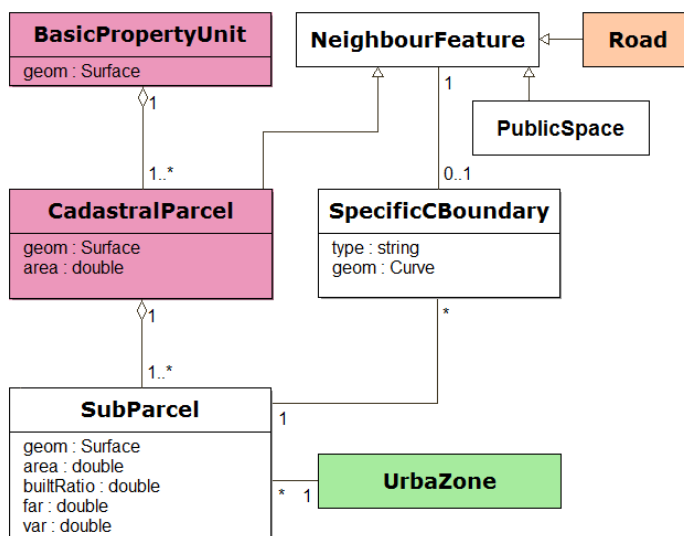 BasicPropertyUnit
geom : Surface
NeighbourFeature
Road
PublicSpace
1
1..*
1
0..1
CadastralParcel
geom : Surface
area : double
SpecificCBoundary
type : string
geom : Curve
1
1..*
*
SubParcel
geom : Surface
area : double
builtRatio : double
far : double
var : double
1
* 1
UrbaZone